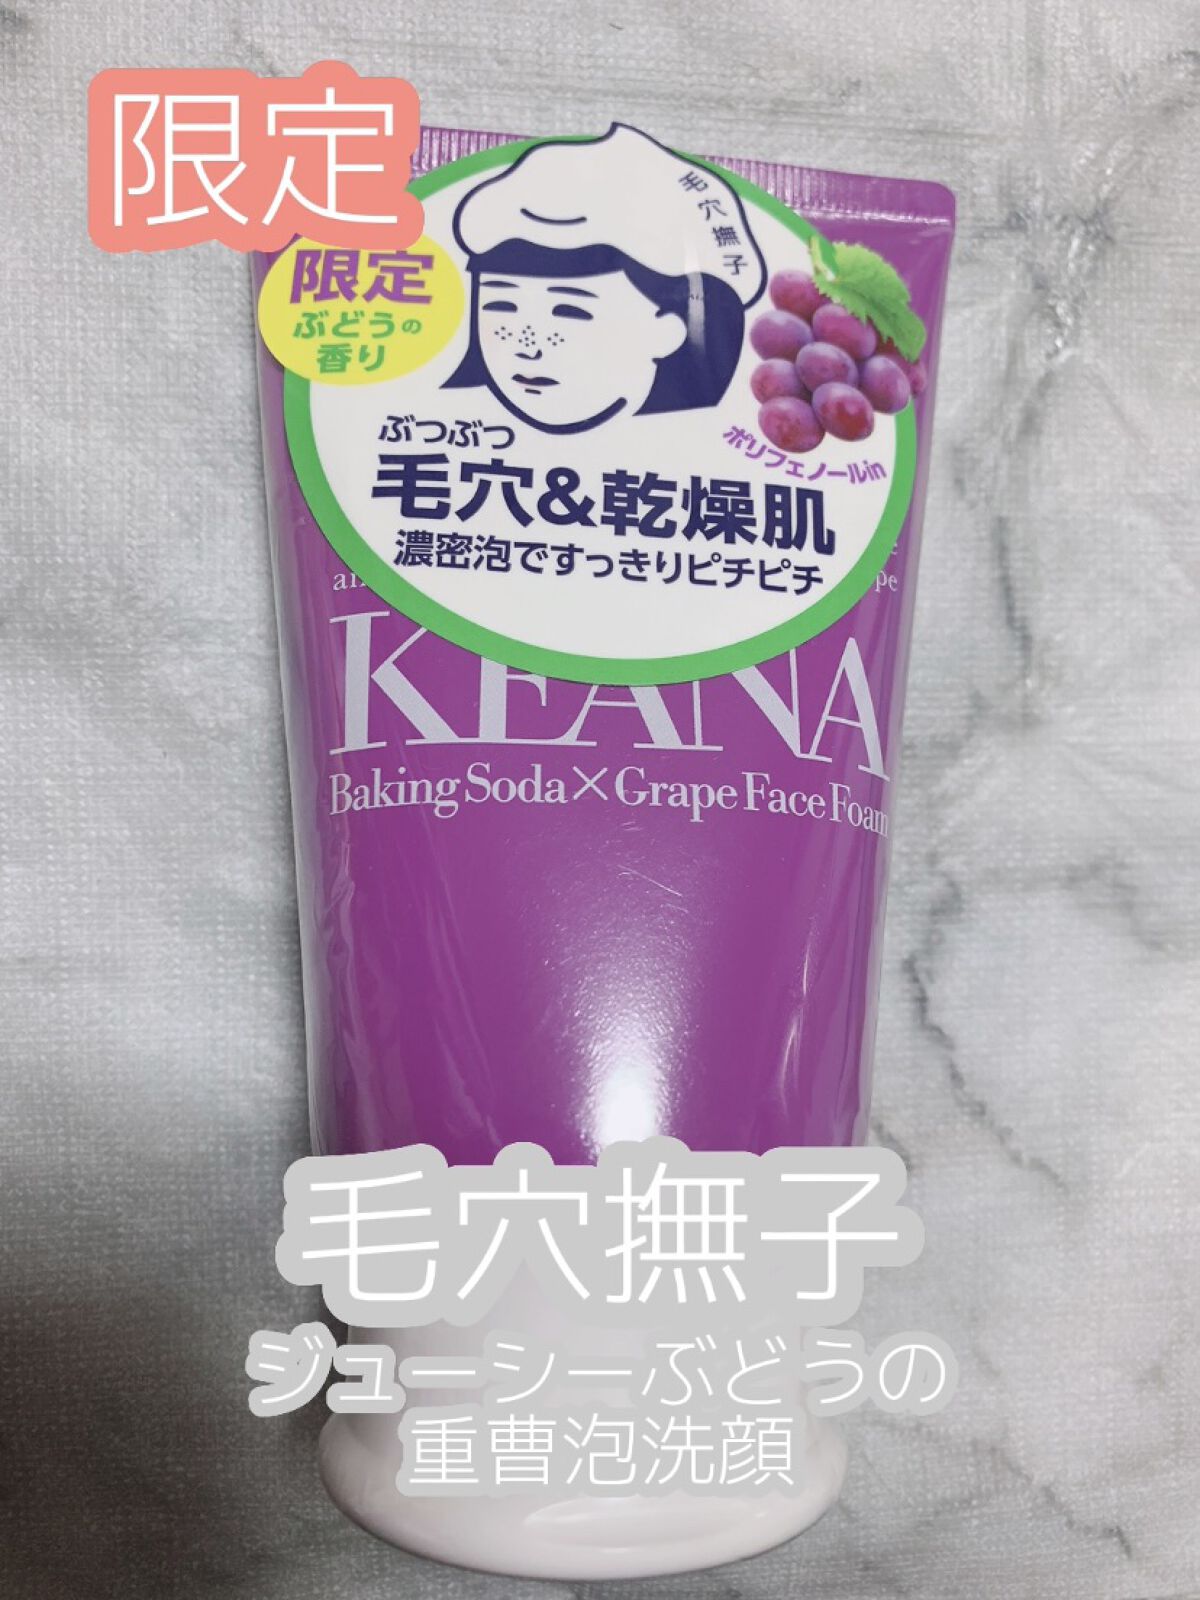 限定
毛穴撫子
限定
ぶどうの
香り
ポリフェノールin
ぶつぶつ
毛穴&乾燥肌
濃密泡ですっきりピチピチ
KEANA
Baking Soda×Grape Face Foam
毛穴撫子
ジューシーぶどうの
重曹泡洗顔